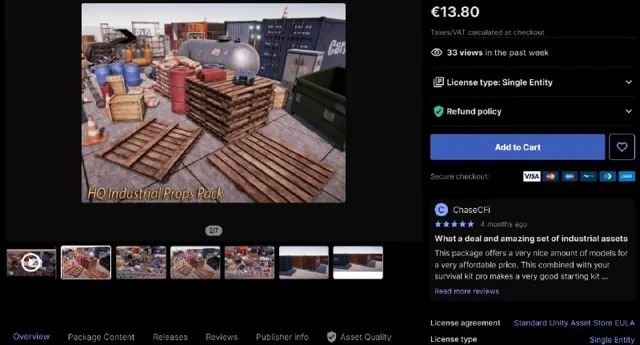 €13.80
Taxes/VAT calculated at checkout
33 views in the past week
License type: Single Entity
Refund policy
Add to Cart
Secure checkout:
VISA
HQ Industrial Props Pack
2/7
C
ChaseCFi
4 months ago
What a deal and amazing set of industrial assets
This package offers a very nice amount of models for
a very affordable price. This combined with your
survival kit pro makes a very good starting kit ...
Read more reviews
License agreement Standard Unity Asset Store EULA
License type Single Entity
Overview Package Content Releases Reviews Publisher info Asset Quality